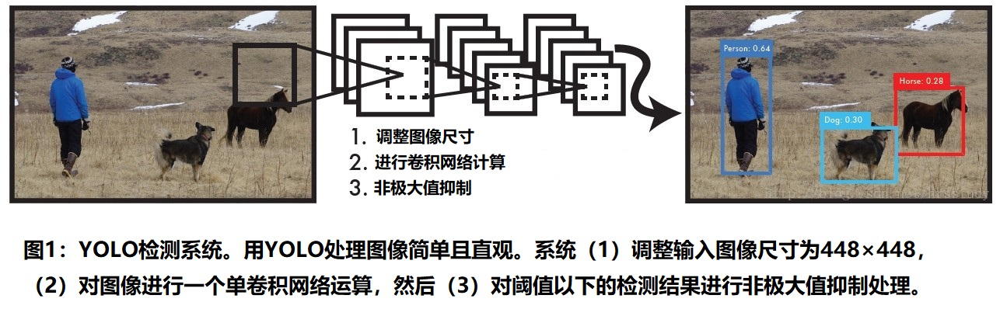 Person: 0.64
Horse: 0.28
Dog: 0.30
1. 调整图像尺寸
2. 进行卷积网络计算
3. 非极大值抑制
图1：YOLO检测系统。用YOLO处理图像简单且直观。系统（1）调整输入图像尺寸为448×448，
（2）对图像进行一个单卷积网络运算，然后（3）对阈值以下的检测结果进行非极大值抑制处理。